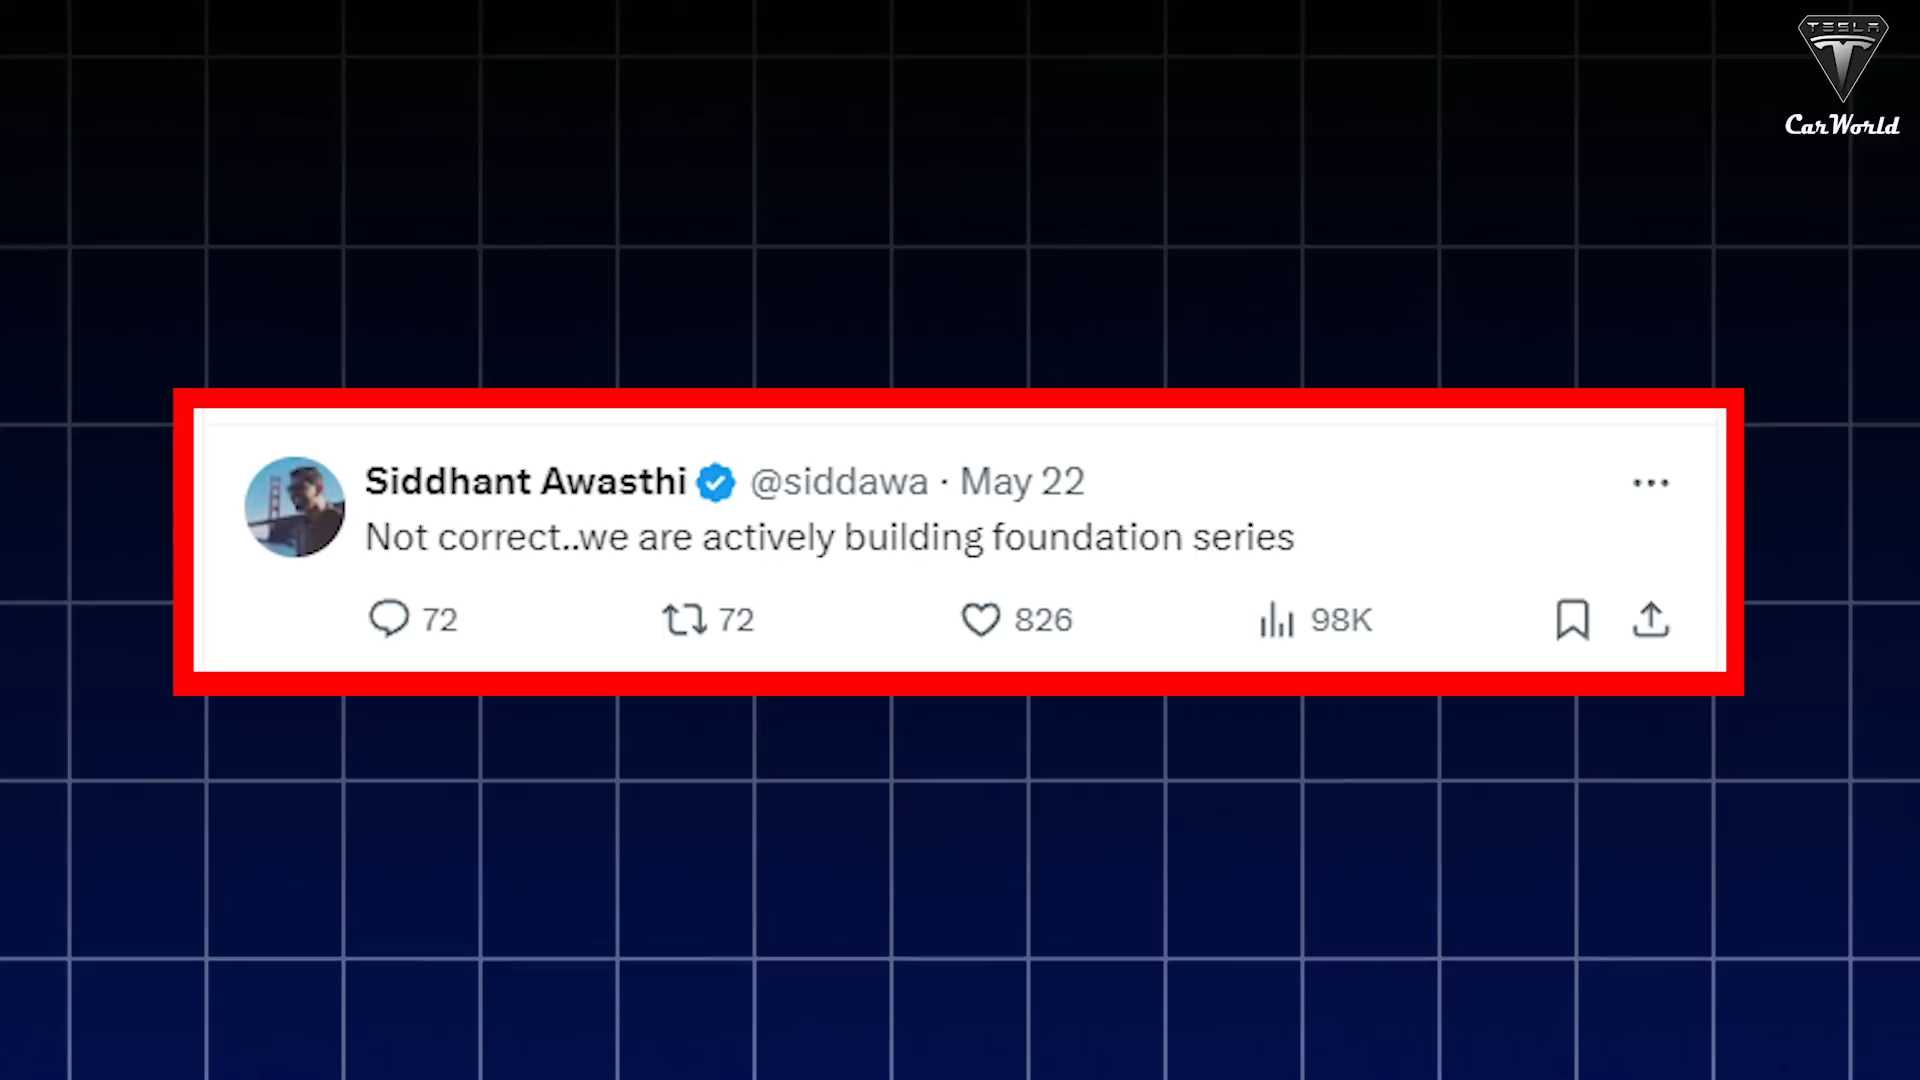 TESLA
CarWorld
Siddhant Awasthi @siddawa · May 22
Not correct..we are actively building foundation series
72 72 826 98K